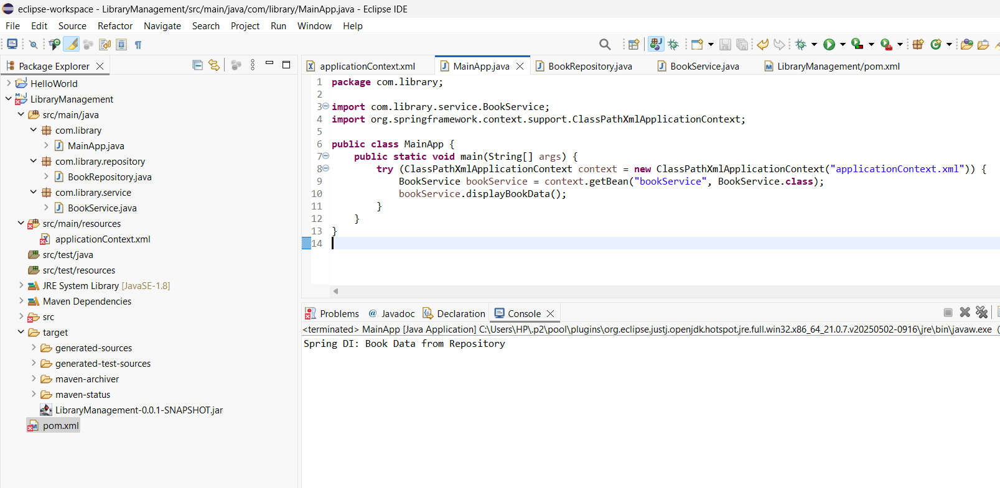 eclipse-workspace - LibraryManagement/src/main/java/com/library/MainApp.java - Eclipse IDE
File Edit Source Refactor Navigate Search Project Run Window Help
Package Explorer
HelloWorld
LibraryManagement
src/main/java
com.library
MainApp.java
com.library.repository
BookRepository.java
com.library.service
BookService.java
src/main/resources
applicationContext.xml
src/test/java
src/test/resources
JRE System Library [JavaSE-1.8]
Maven Dependencies
src
target
generated-sources
generated-test-sources
maven-archiver
maven-status
LibraryManagement-0.0.1-SNAPSHOT.jar
pom.xml
applicationContext.xml MainApp.java BookRepository.java BookService.java LibraryManagement/pom.xml
1 package com.library;
2
3 import com.library.service.BookService;
4 import org.springframework.context.support.ClassPathXmlApplicationContext;
5
6 public class MainApp {
7     public static void main(String[] args) {
8         try (ClassPathXmlApplicationContext context = new ClassPathXmlApplicationContext("applicationContext.xml")) {
9             BookService bookService = context.getBean("bookService", BookService.class);
10             bookService.displayBookData();
11         }
12     }
13 }
14
Problems @ Javadoc Declaration Console
<terminated> MainApp [Java Application] C:\Users\HP\.p2\pool\plugins\org.eclipse.justj.openjdk.hotspot.jre.full.win32.x86_64_21.0.7.v20250502-0916\jre\bin\javaw.exe (
Spring DI: Book Data from Repository